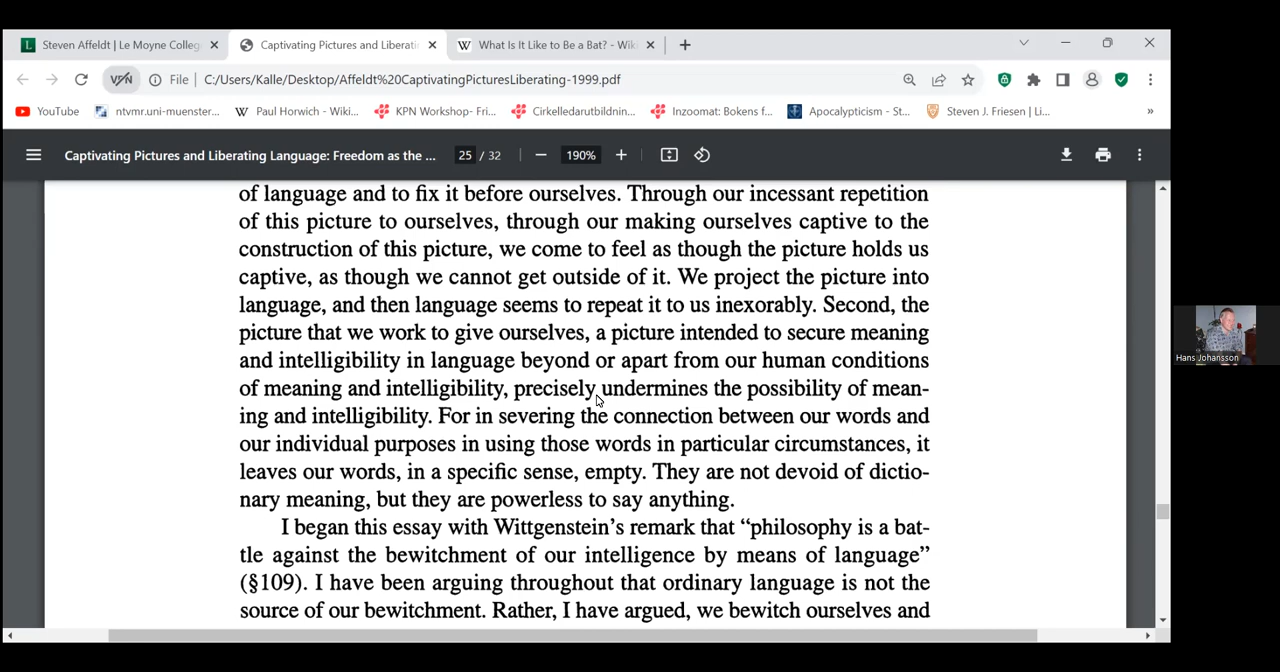 Steven Affeldt | Le Moyne Colleg
Captivating Pictures and Liberatin
What Is It Like to Be a Bat? - Wiki
VPN
File
C:/Users/Kalle/Desktop/Affeldt%20CaptivatingPicturesLiberating-1999.pdf
YouTube
ntvmr.uni-muenster...
Paul Horwich - Wiki...
KPN Workshop- Fri...
Cirkelledarutbildnin...
Inzoomat: Bokens f...
Apocalypticism - St...
Steven J. Friesen | Li...
»
Captivating Pictures and Liberating Language: Freedom as the ...
25 / 32
190%
of language and to fix it before ourselves. Through our incessant repetition
of this picture to ourselves, through our making ourselves captive to the
construction of this picture, we come to feel as though the picture holds us
captive, as though we cannot get outside of it. We project the picture into
language, and then language seems to repeat it to us inexorably. Second, the
picture that we work to give ourselves, a picture intended to secure meaning
and intelligibility in language beyond or apart from our human conditions
of meaning and intelligibility, precisely undermines the possibility of mean-
ing and intelligibility. For in severing the connection between our words and
our individual purposes in using those words in particular circumstances, it
leaves our words, in a specific sense, empty. They are not devoid of dictio-
nary meaning, but they are powerless to say anything.
I began this essay with Wittgenstein's remark that “philosophy is a bat-
tle against the bewitchment of our intelligence by means of language”
(§109). I have been arguing throughout that ordinary language is not the
source of our bewitchment. Rather, I have argued, we bewitch ourselves and
Hans Johansson